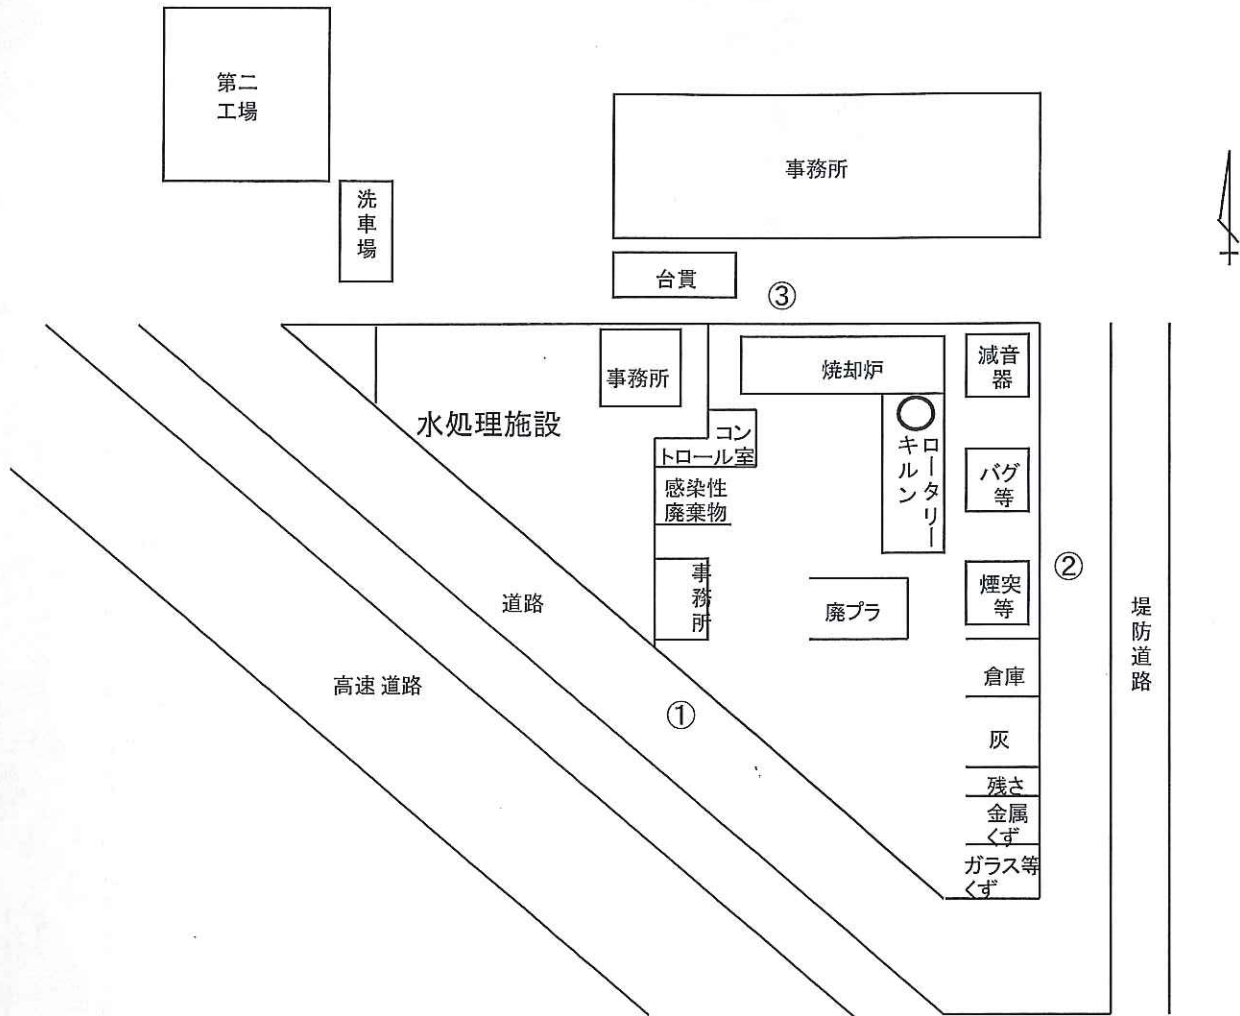 第二
工場
事務所
洗車場
台貫
③
事務所
焼却炉
減音
器
水処理施設
コン
トロール室
ロータリー
キルン
感染性
廃棄物
バグ
等
②
事務所
道路
廃プラ
煙突
等
堤防道路
高速 道路
①
倉庫
灰
残さ
金属
くず
ガラス等
くず